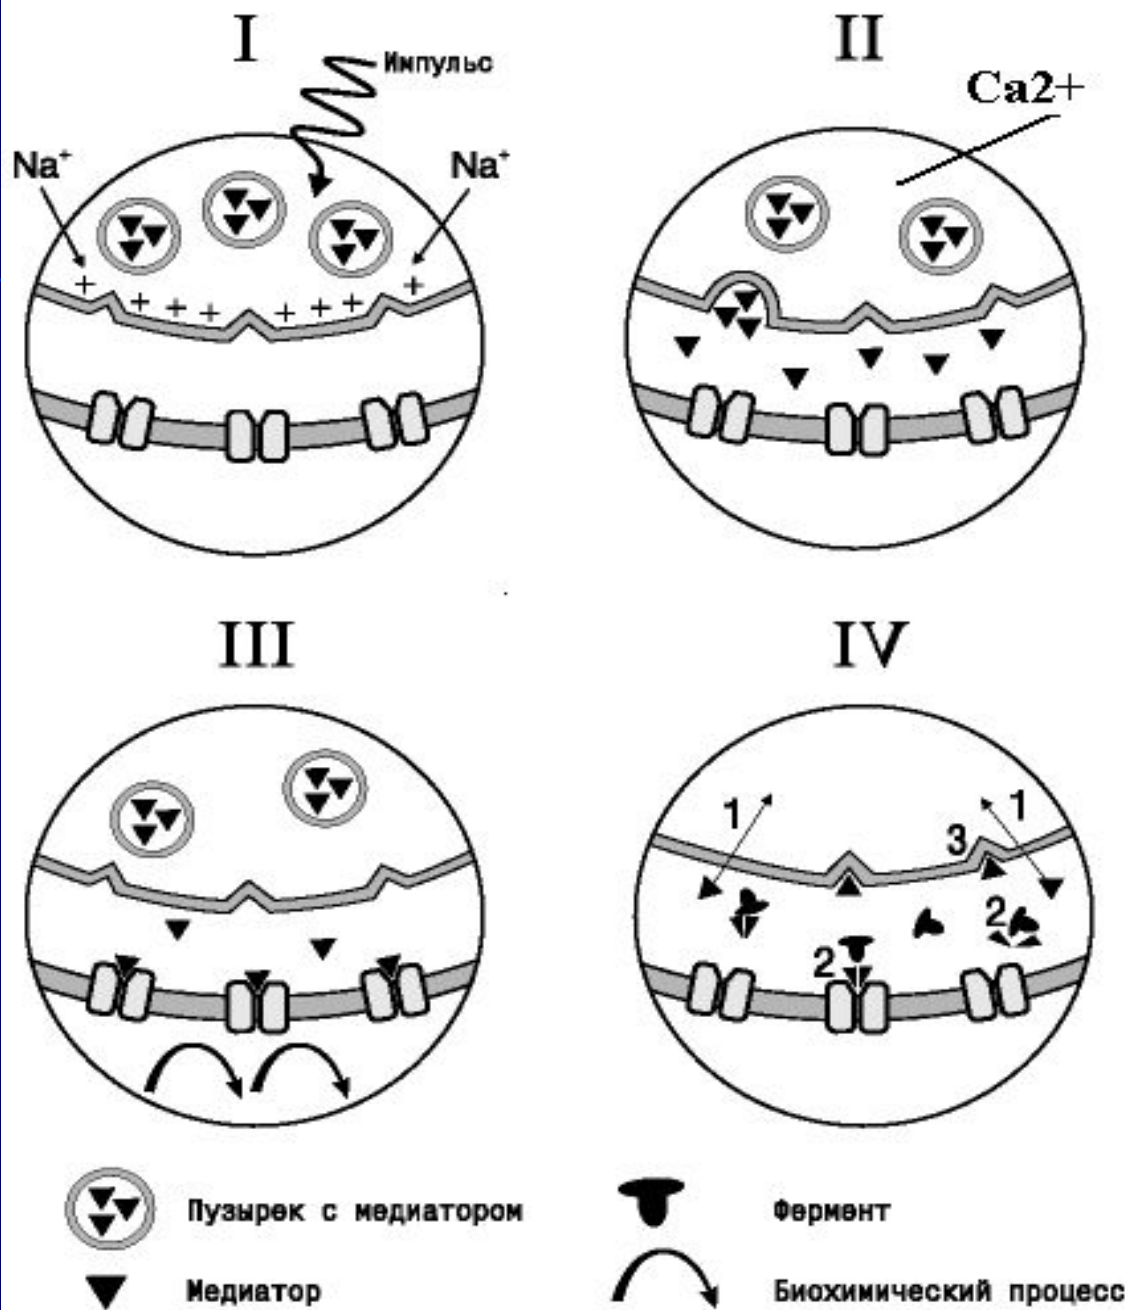 I
II
Импульс
Ca2+
Na⁺
Na⁺
+ + + + + + + +
III
IV
1
1
3
2
2
Пузырек с медиатором
Фермент
Медиатор
Биохимический процесс